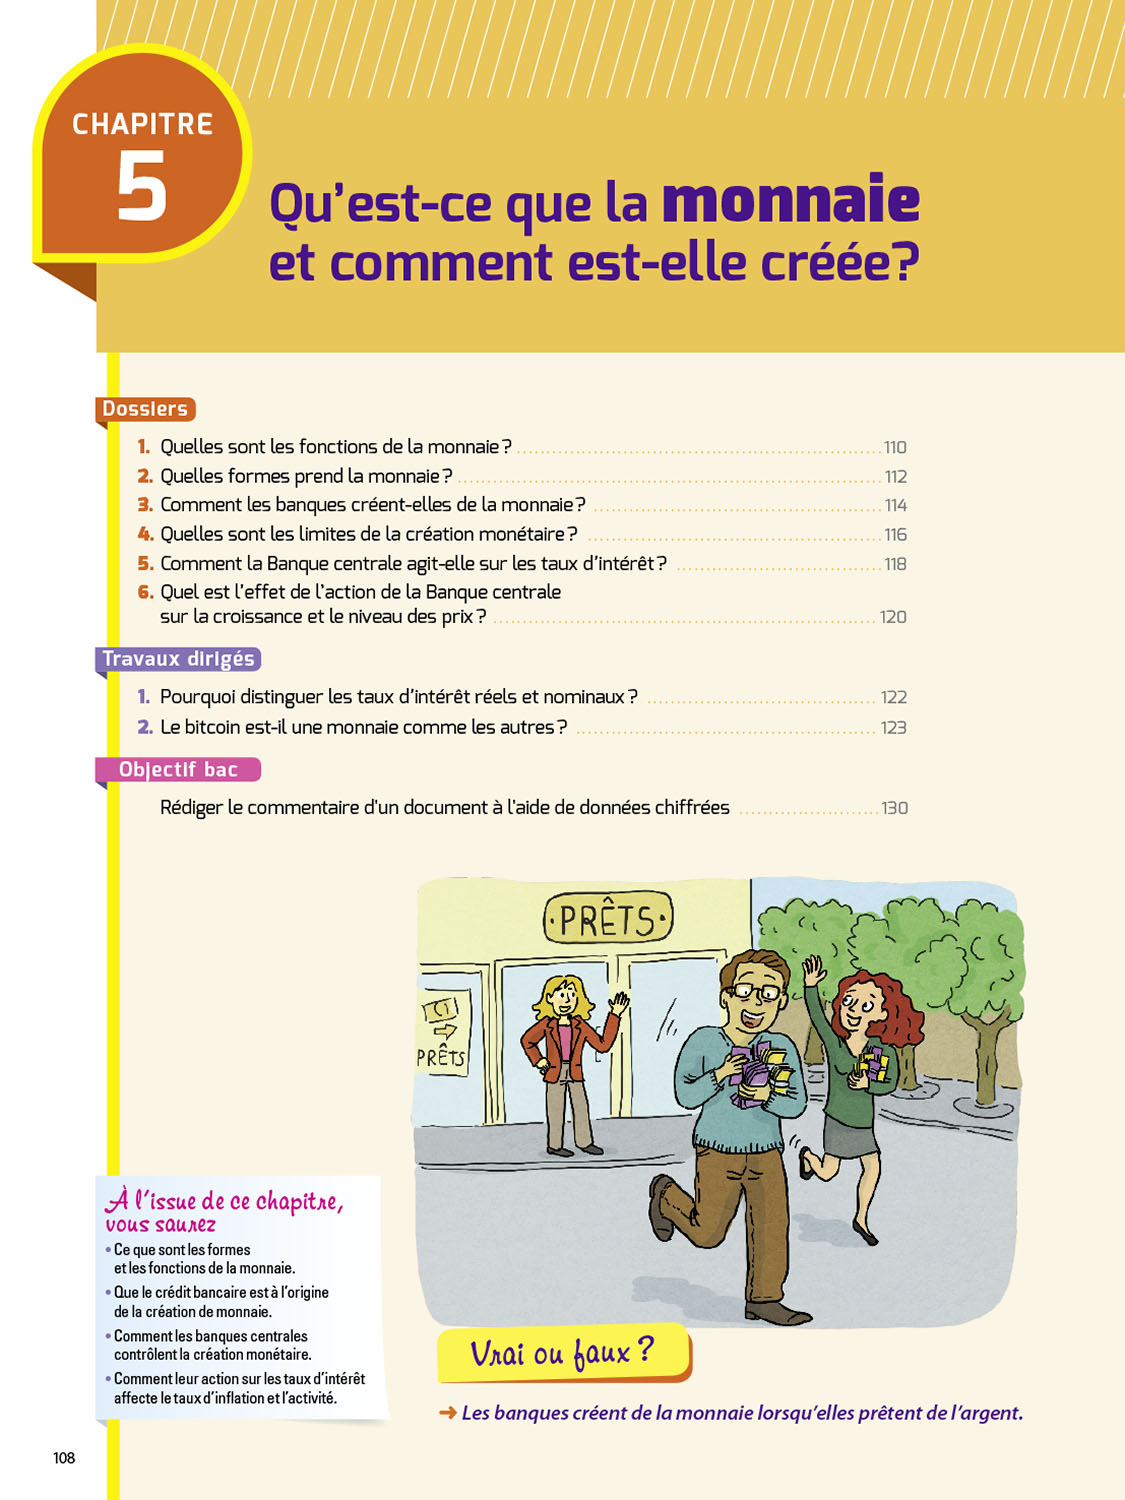 CHAPITRE
5
Qu’est-ce que la monnaie
et comment est-elle créée?
Dossiers
1. Quelles sont les fonctions de la monnaie ? 110
2. Quelles formes prend la monnaie ? 112
3. Comment les banques créent-elles de la monnaie ? 114
4. Quelles sont les limites de la création monétaire ? 116
5. Comment la Banque centrale agit-elle sur les taux d’intérêt ? 118
6. Quel est l’effet de l’action de la Banque centrale
sur la croissance et le niveau des prix ? 120
Travaux dirigés
1. Pourquoi distinguer les taux d’intérêt réels et nominaux ? 122
2. Le bitcoin est-il une monnaie comme les autres ? 123
Objectif bac
Rédiger le commentaire d'un document à l'aide de données chiffrées 130
·PRÊTS·
PRÊTS
À l’issue de ce chapitre,
vous saurez
• Ce que sont les formes
et les fonctions de la monnaie.
• Que le crédit bancaire est à l’origine
de la création de monnaie.
• Comment les banques centrales
contrôlent la création monétaire.
• Comment leur action sur les taux d’intérêt
affecte le taux d’inflation et l’activité.
Vrai ou faux ?
➜ Les banques créent de la monnaie lorsqu’elles prêtent de l’argent.
108